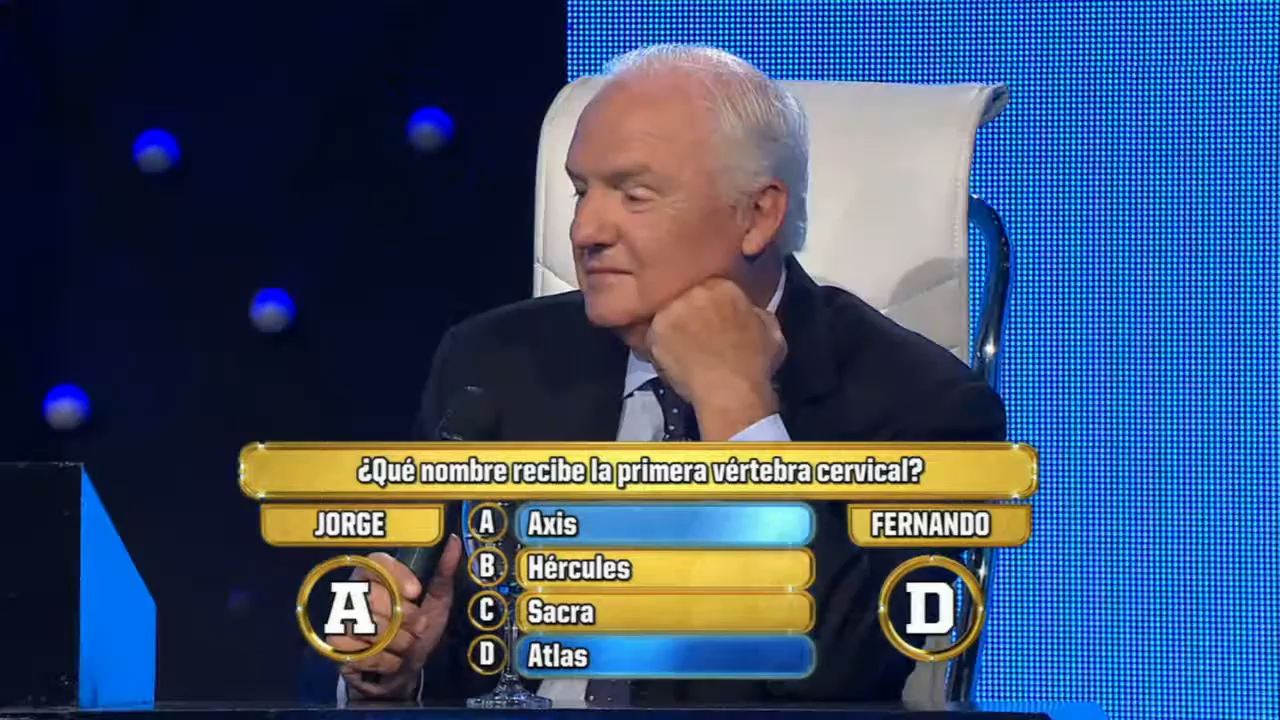 ¿Qué nombre recibe la primera vértebra cervical?
JORGE
A
A Axis
B Hércules
C Sacra
D Atlas
FERNANDO
D